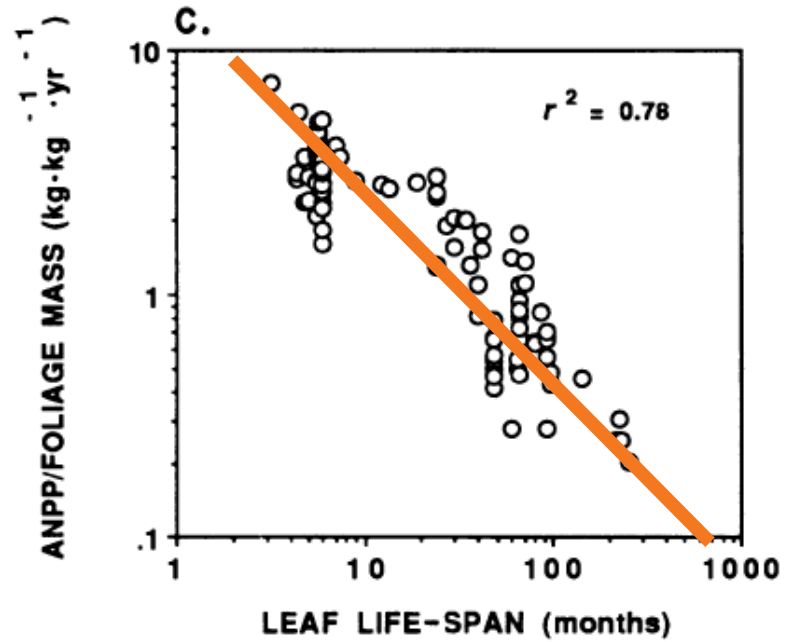 C.
10
1
.1
r 2 = 0.78
ANPP/FOLIAGE MASS (kg·kg -1 ·yr -1 )
1 10 100 1000
LEAF LIFE-SPAN (months)